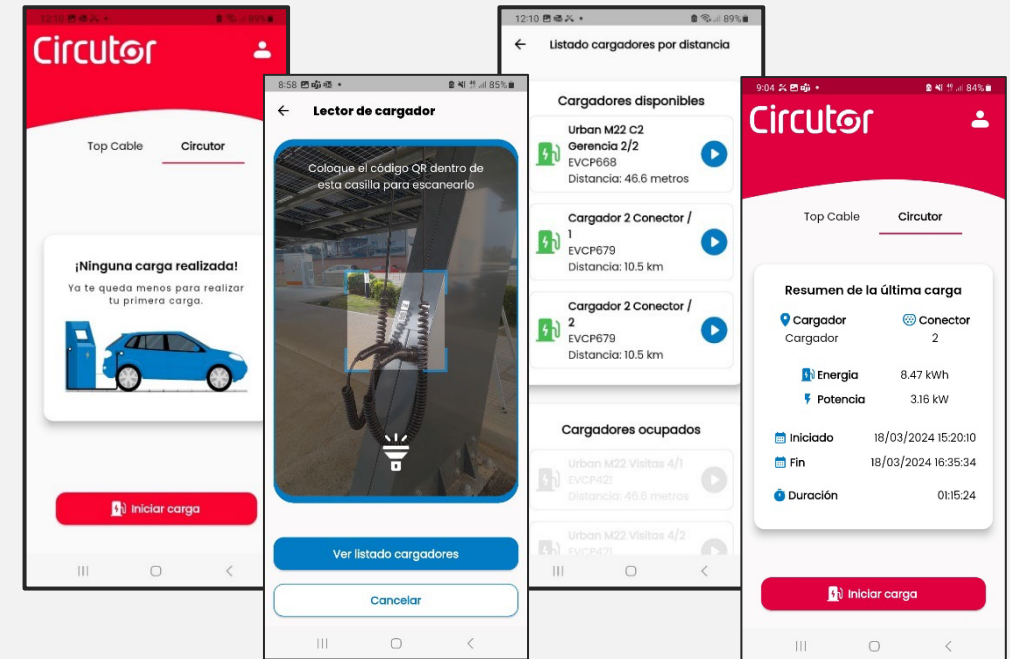 12:10
89%
Circutor
Top Cable
Circutor
¡Ninguna carga realizada!
Ya te queda menos para realizar
tu primera carga.
Iniciar carga
8:58
85%
Lector de cargador
Coloque el código QR dentro de
esta casilla para escanearlo
Ver listado cargadores
Cancelar
12:10
89%
Listado cargadores por distancia
Cargadores disponibles
Urban M22 C2
Gerencia 2/2
EVCP668
Distancia: 46.6 metros
Cargador 2 Conector /
1
EVCP679
Distancia: 10.5 km
Cargador 2 Conector /
2
EVCP679
Distancia: 10.5 km
Cargadores ocupados
Urban M22 Visitas 4/1
EVCP421
Distancia: 46.6 metros
Urban M22 Visitas 4/2
EVCP421
9:04
84%
Circutor
Top Cable
Circutor
Resumen de la última carga
Cargador Conector
Cargador 2
Energia 8.47 kWh
Potencia 3.16 kW
Iniciado 18/03/2024 15:20:10
Fin 18/03/2024 16:35:34
Duración 01:15:24
Iniciar carga